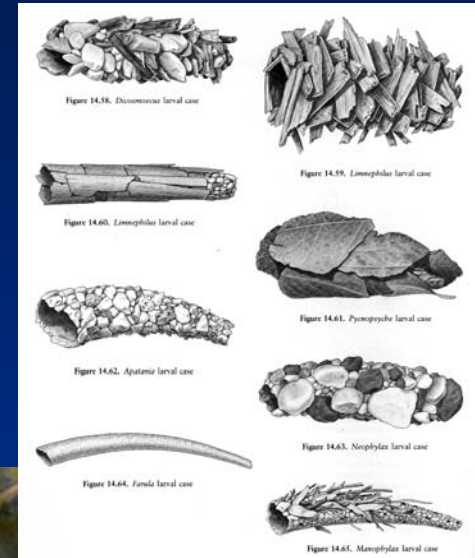 Figure 14.58. Dicosmoecus larval case
Figure 14.59. Limnephilus larval case
Figure 14.60. Limnephilus larval case
Figure 14.61. Pycnopsyche larval case
Figure 14.62. Apatania larval case
Figure 14.63. Neophylax larval case
Figure 14.64. Farula larval case
Figure 14.65. Manophylax larval case